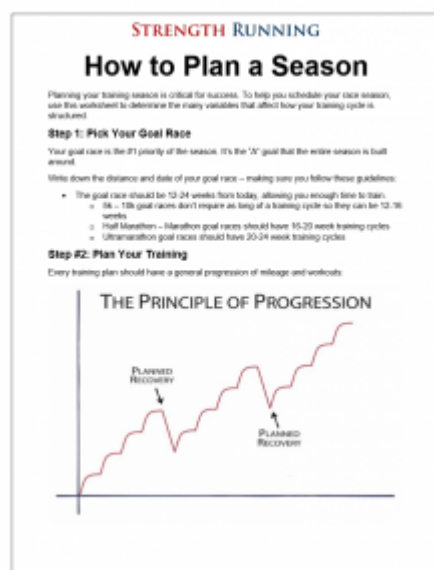 STRENGTH RUNNING
How to Plan a Season
Planning your training season is critical for success. To help you schedule your race season,
use this worksheet to determine the many variables that affect how your training cycle is
structured.
Step 1: Pick Your Goal Race
Your goal race is the #1 priority of the season. It's the "A" goal that the entire season is built
around.
Write down the distance and date of your goal race – making sure you follow these guidelines:
• The goal race should be 12-24 weeks from today, allowing you enough time to train.
○ 5k – 10k goal races don't require as long of a training cycle so they can be 12-16
weeks
○ Half Marathon – Marathon goal races should have 16-20 week training cycles
○ Ultramarathon goal races should have 20-24 week training cycles
Step #2: Plan Your Training
Every training plan should have a general progression of mileage and workouts:
THE PRINCIPLE OF PROGRESSION
PLANNED
RECOVERY
PLANNED
RECOVERY